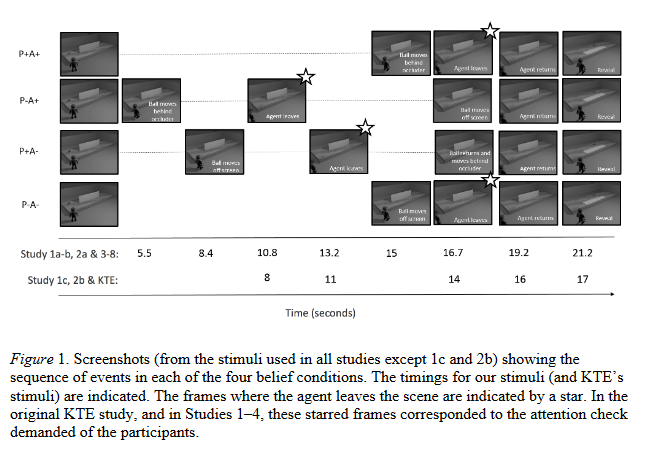 P+A+
Ball moves behind occluder
Agent leaves
Agent returns
Reveal
P-A+
Ball moves behind occluder
Agent leaves
Ball moves off screen
Agent returns
Reveal
P+A-
Ball moves off screen
Agent leaves
Ball returns and moves behind occluder
Agent returns
Reveal
P-A-
Ball moves off screen
Agent leaves
Agent returns
Reveal
Study 1a-b, 2a & 3-8: 5.5 8.4 10.8 13.2 15 16.7 19.2 21.2
Study 1c, 2b & KTE: 8 11 14 16 17
Time (seconds)
Figure 1. Screenshots (from the stimuli used in all studies except 1c and 2b) showing the
sequence of events in each of the four belief conditions. The timings for our stimuli (and KTE’s
stimuli) are indicated. The frames where the agent leaves the scene are indicated by a star. In the
original KTE study, and in Studies 1–4, these starred frames corresponded to the attention check
demanded of the participants.